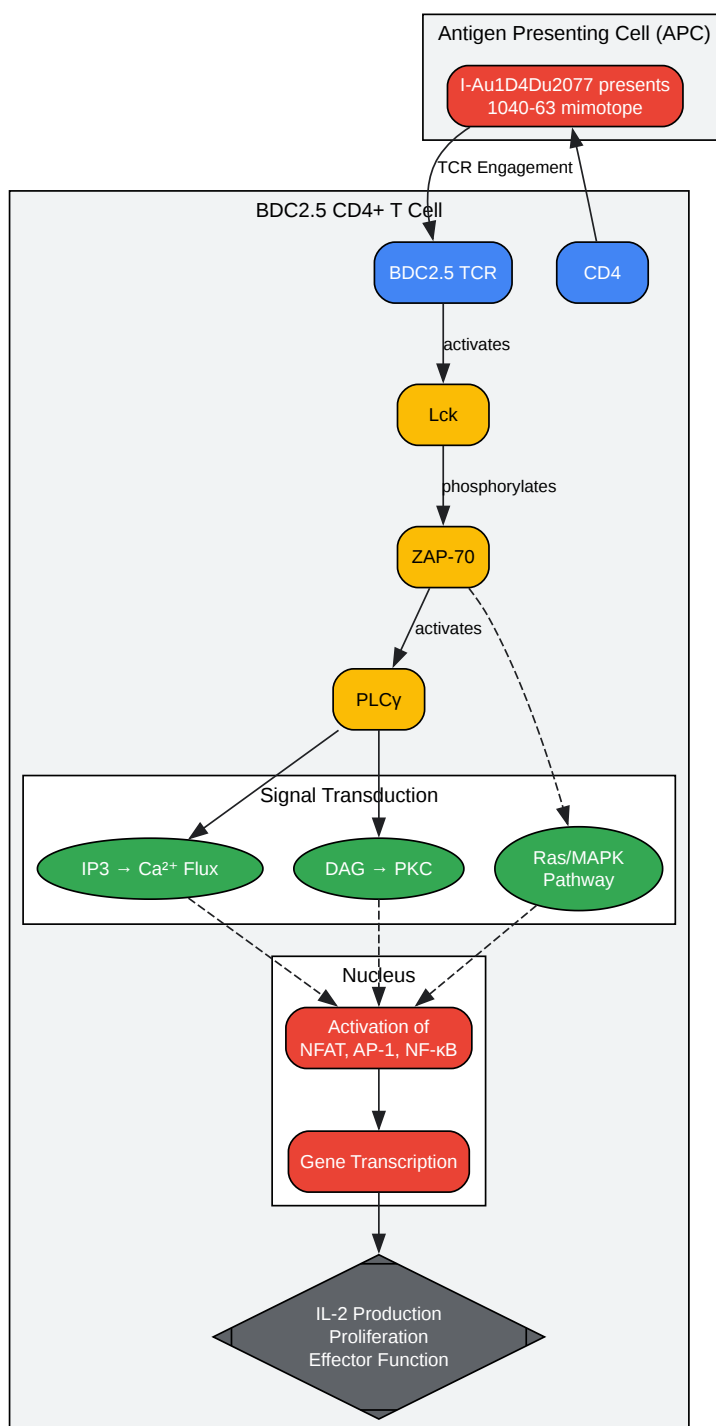 Antigen Presenting Cell (APC)
I-Au1D4Du2077 presents
1040-63 mimotope
TCR Engagement
BDC2.5 CD4+ T Cell
BDC2.5 TCR
CD4
activates
Lck
phosphorylates
ZAP-70
activates
PLCγ
Signal Transduction
IP3 → Ca²⁺ Flux
DAG → PKC
Ras/MAPK
Pathway
Nucleus
Activation of
NFAT, AP-1, NF-κB
Gene Transcription
IL-2 Production
Proliferation
Effector Function